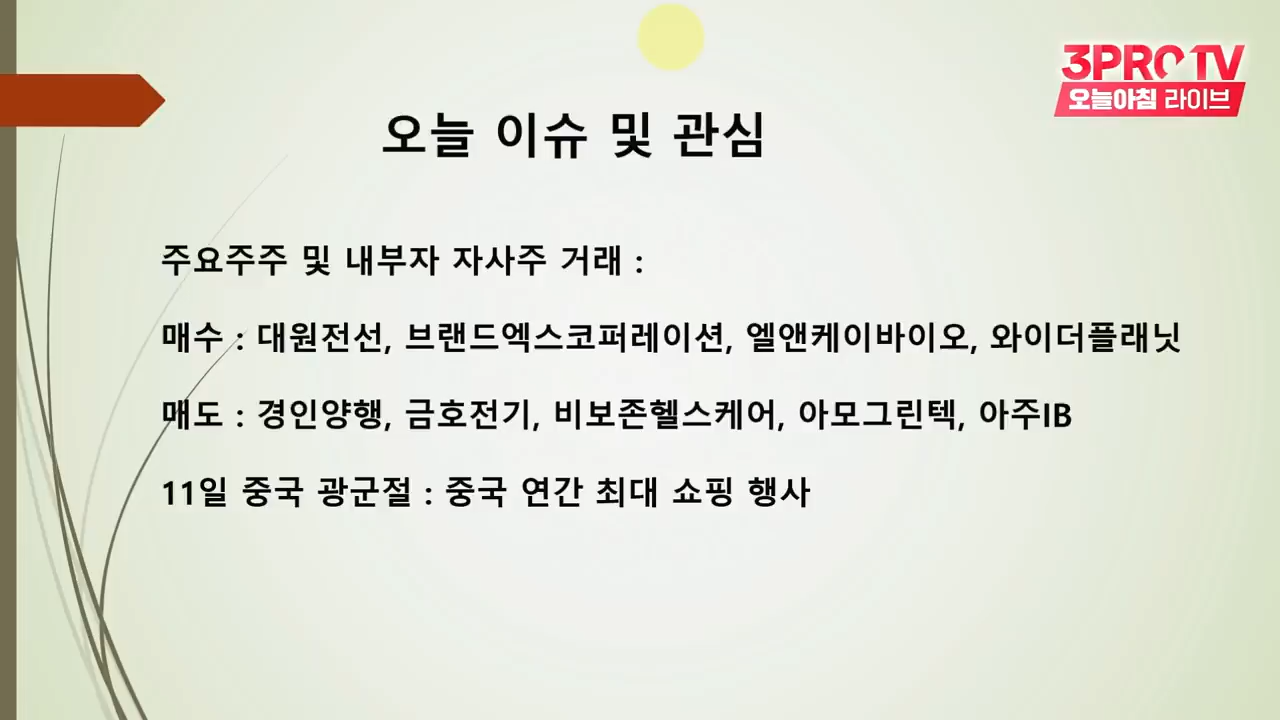 3PRO TV
오늘아침 라이브
오늘 이슈 및 관심
주요주주 및 내부자 자사주 거래 :
매수 : 대원전선, 브랜드엑스코퍼레이션, 엘앤케이바이오, 와이더플래닛
매도 : 경인양행, 금호전기, 비보존헬스케어, 아모그린텍, 아주IB
11일 중국 광군절 : 중국 연간 최대 쇼핑 행사